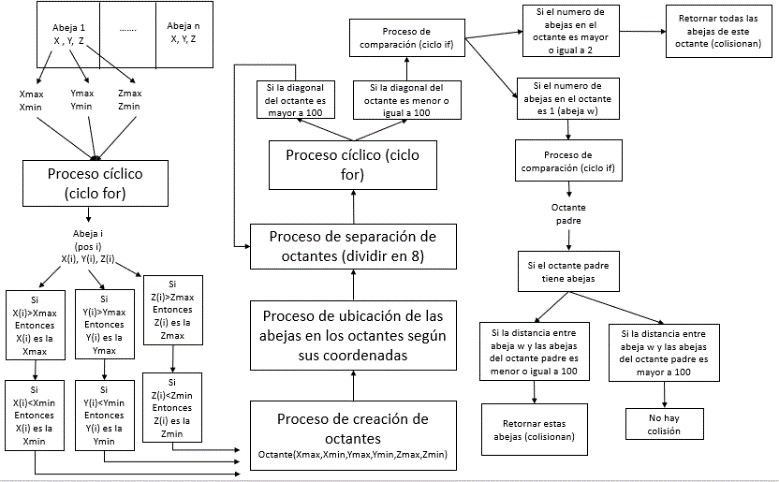 Abeja 1
X , Y, Z
.......
Abeja n
X, Y, Z
Xmax
Xmin
Ymax
Ymin
Zmax
Zmin
Proceso cíclico
(ciclo for)
Abeja i
(pos i)
X(i), Y(i), Z(i)
Si
X(i)>Xmax
Entonces
X(i) es la
Xmax
Si
Y(i)>Ymax
Entonces
Y(i) es la
Ymax
Si
Z(i)>Zmax
Entonces
Z(i) es la
Zmax
Si
X(i)<Xmin
Entonces
X(i) es la
Xmin
Si
Y(i)<Ymin
Entonces
Y(i) es la
Ymin
Si
Z(i)<Zmin
Entonces
Z(i) es la
Zmin
Proceso de creación de
octantes
Octante(Xmax,Xmin,Ymax,Ymin,Zmax,Zmin)
Proceso de ubicación de las
abejas en los octantes según
sus coordenadas
Proceso de separación de
octantes (dividir en 8)
Proceso cíclico (ciclo
for)
Si la diagonal
del octante es
mayor a 100
Si la diagonal del
octante es menor o
igual a 100
Proceso de
comparación (ciclo if)
Si el numero de
abejas en el
octante es mayor
o igual a 2
Retornar todas las
abejas de este
octante (colisionan)
Si el numero de
abejas en el octante
es 1 (abeja w)
Proceso de
comparación (ciclo if)
Octante
padre
Si el octante padre
tiene abejas
Si la distancia entre
abeja w y las abejas
del octante padre es
menor o igual a 100
Si la distancia entre
abeja w y las abejas
del octante padre es
mayor a 100
Retornar estas
abejas (colisionan)
No hay
colisión